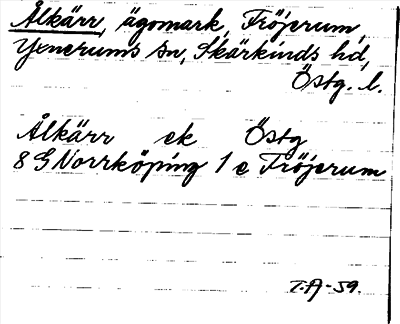 Ålkärr, ägomark, Fröjerum,
Yxnerums sn, Skärkinds hd,
Östg. l.
Ålkärr ek Östg
8 G Norrköping 1 e Fröjerum
T.A-59.